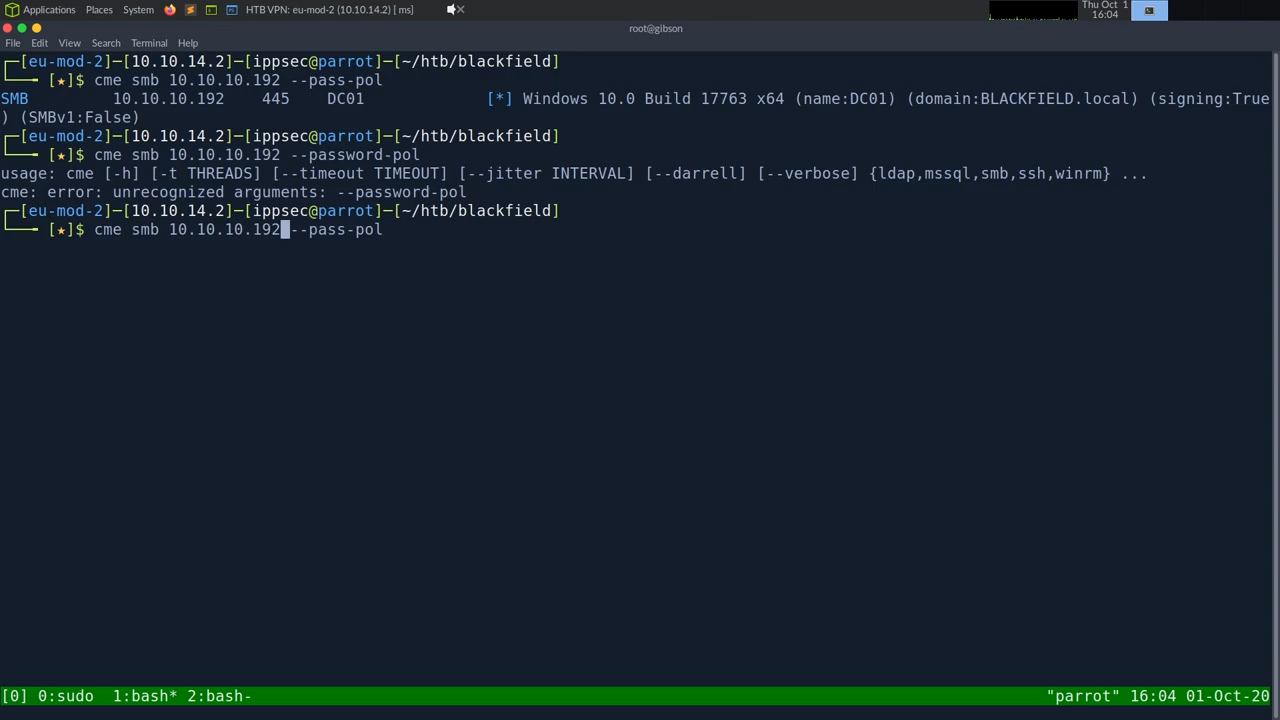 Applications Places System HTB VPN: eu-mod-2 (10.10.14.2) [ ms] Thu Oct 1
16:04
root@gibson
File Edit View Search Terminal Help
┌─[eu-mod-2]─[10.10.14.2]─[ippsec@parrot]─[~/htb/blackfield]
└──╼ [★]$ cme smb 10.10.10.192 --pass-pol
SMB 10.10.10.192 445 DC01 [*] Windows 10.0 Build 17763 x64 (name:DC01) (domain:BLACKFIELD.local) (signing:True
) (SMBv1:False)
┌─[eu-mod-2]─[10.10.14.2]─[ippsec@parrot]─[~/htb/blackfield]
└──╼ [★]$ cme smb 10.10.10.192 --password-pol
usage: cme [-h] [-t THREADS] [--timeout TIMEOUT] [--jitter INTERVAL] [--darrell] [--verbose] {ldap,mssql,smb,ssh,winrm} ...
cme: error: unrecognized arguments: --password-pol
┌─[eu-mod-2]─[10.10.14.2]─[ippsec@parrot]─[~/htb/blackfield]
└──╼ [★]$ cme smb 10.10.10.192 --pass-pol
[0] 0:sudo 1:bash* 2:bash- "parrot" 16:04 01-Oct-20